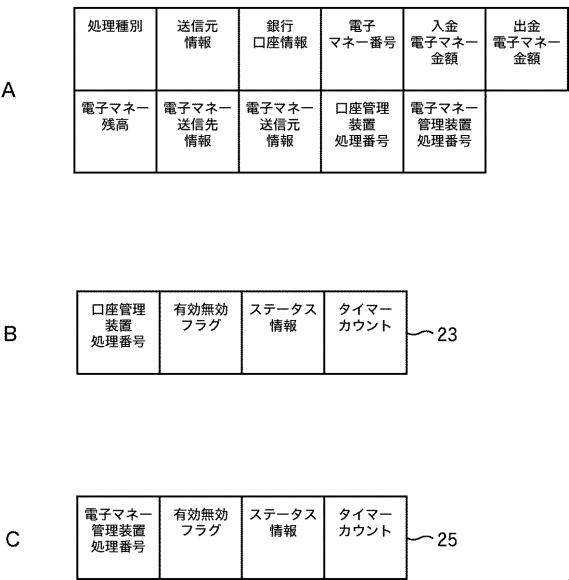 A
処理種別
送信元
情報
銀行
口座情報
電子
マネー番号
入金
電子マネー
金額
出金
電子マネー
金額
電子マネー
残高
電子マネー
送信先
情報
電子マネー
送信元
情報
口座管理
装置
処理番号
電子マネー
管理装置
処理番号
B
口座管理
装置
処理番号
有効無効
フラグ
ステータス
情報
タイマー
カウント
23
C
電子マネー
管理装置
処理番号
有効無効
フラグ
ステータス
情報
タイマー
カウント
25